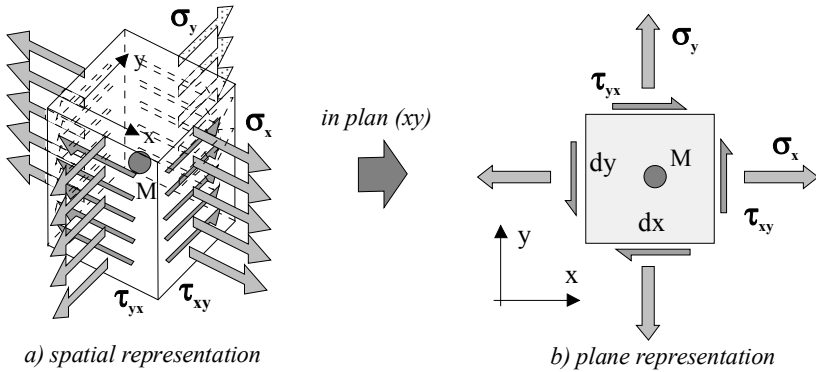 σy
y
x
σx
M
τyx
τxy
a) spatial representation
in plan (xy)
σy
τyx
σx
dy
M
dx
τxy
y
x
b) plane representation